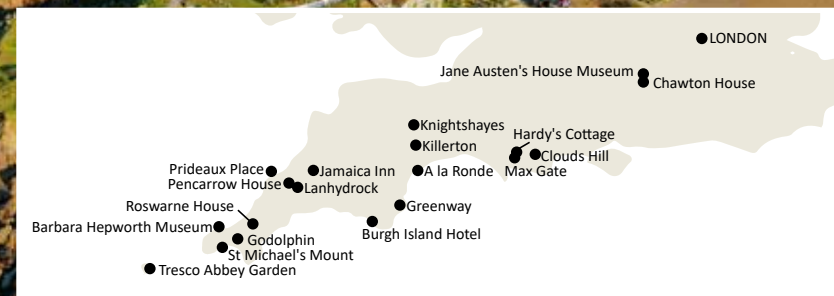 LONDON
Jane Austen's House Museum
Chawton House
Knightshayes
Hardy's Cottage
Killerton
Clouds Hill
Prideaux Place
Jamaica Inn
A la Ronde
Max Gate
Pencarrow House
Lanhydrock
Roswarne House
Greenway
Barbara Hepworth Museum
Burgh Island Hotel
Godolphin
St Michael's Mount
Tresco Abbey Garden